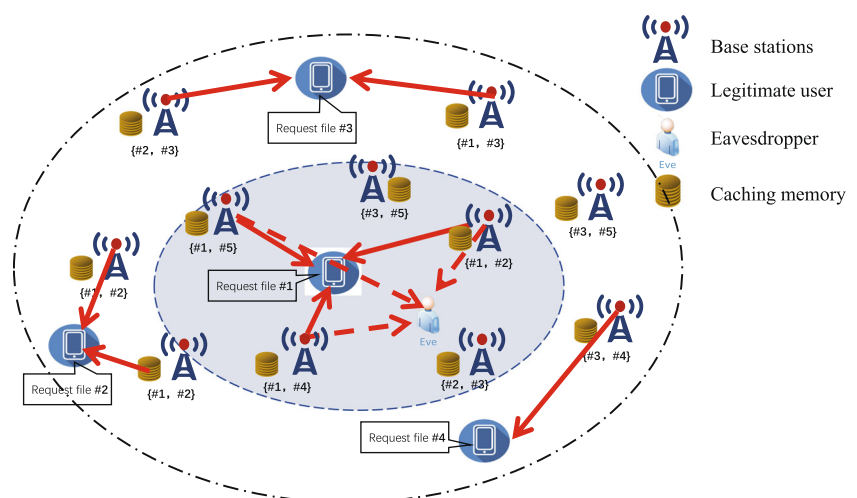 Base stations
Legitimate user
Eavesdropper
Eve
Caching memory
Request file #3
{#2, #3}
{#1, #3}
{#3, #5}
{#3, #5}
{#1, #5}
{#1, #2}
{#1, #2}
Request file #1
Eve
{#3, #4}
{#1, #4}
{#2, #3}
{#1, #2}
Request file #2
Request file #4